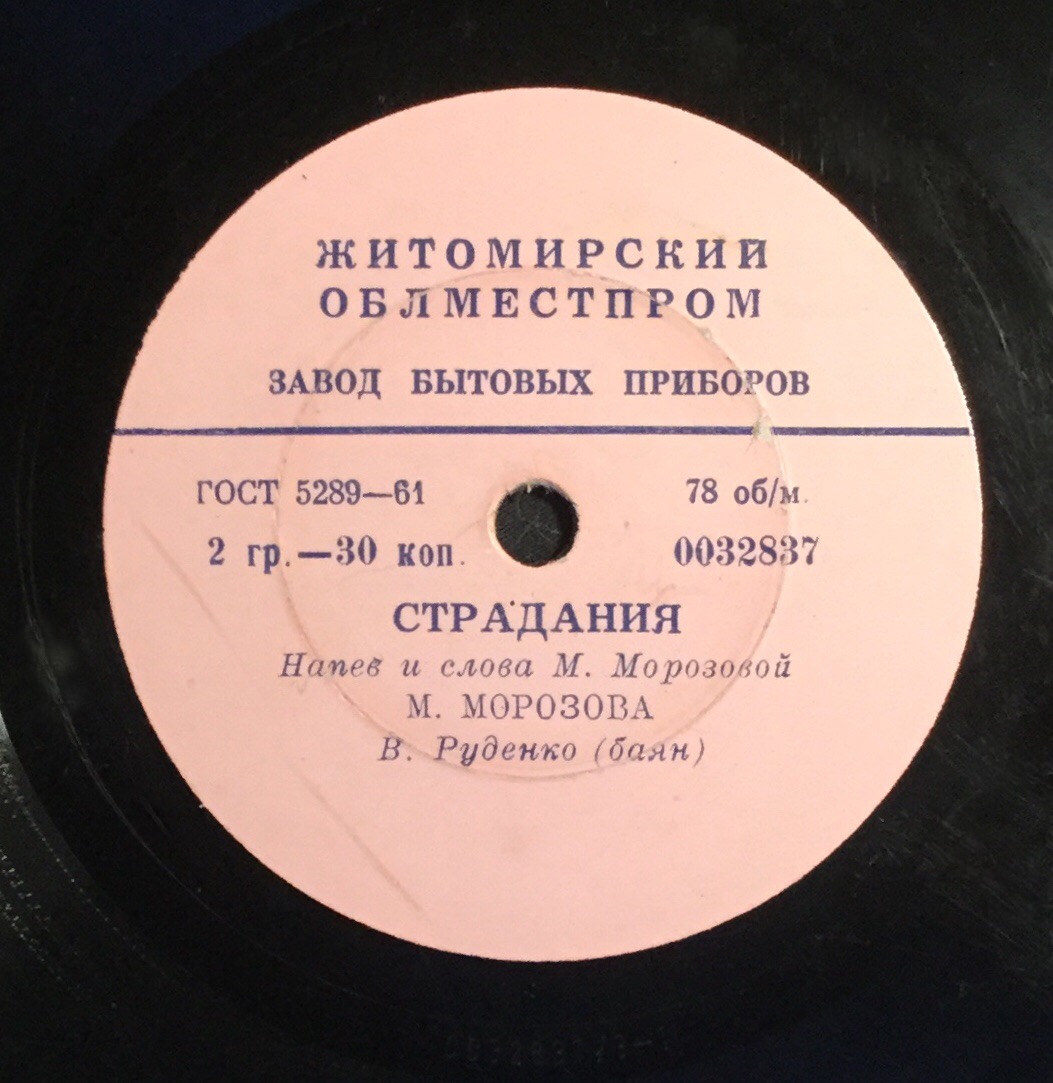 ЖИТОМИРСКИЙ
ОБЛМЕСТПРОМ
ЗАВОД БЫТОВЫХ ПРИБОРОВ
ГОСТ 5289—61 78 об/м.
2 гр.—30 коп. 0032837
СТРАДАНИЯ
Напев и слова М. Морозовой
М. МОРОЗОВА
В. Руденко (баян)